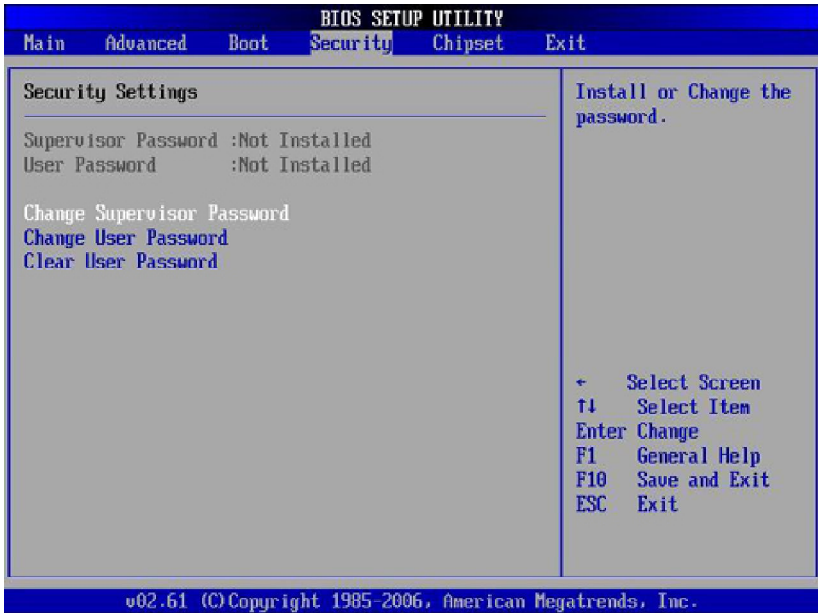 BIOS SETUP UTILITY
Main Advanced Boot Security Chipset Exit
Security Settings
Supervisor Password :Not Installed
User Password :Not Installed
Change Supervisor Password
Change User Password
Clear User Password
Install or Change the
password.
← Select Screen
↑↓ Select Item
Enter Change
F1 General Help
F10 Save and Exit
ESC Exit
v02.61 (C)Copyright 1985-2006, American Megatrends, Inc.